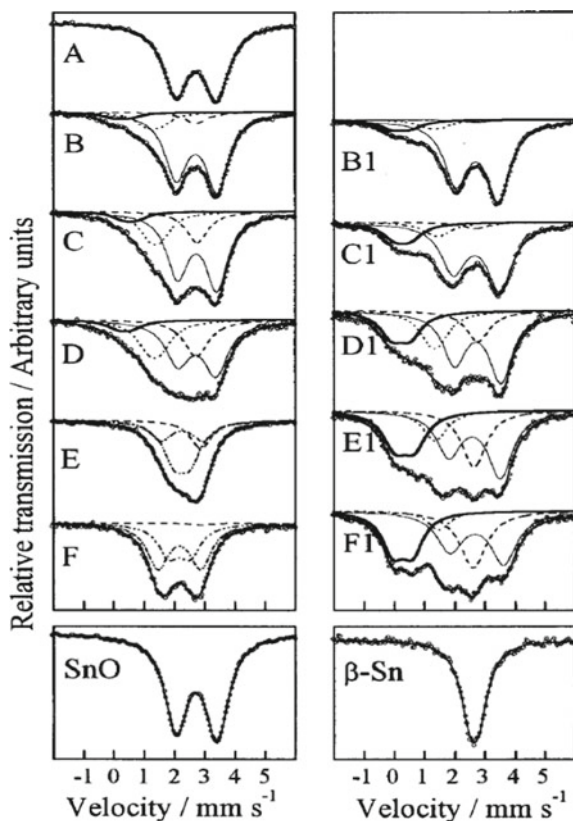 Relative transmission / Arbitrary units
A
B
C
D
E
F
SnO
-1 0 1 2 3 4 5
Velocity / mm s⁻¹
B1
C1
D1
E1
F1
β-Sn
-1 0 1 2 3 4 5
Velocity / mm s⁻¹